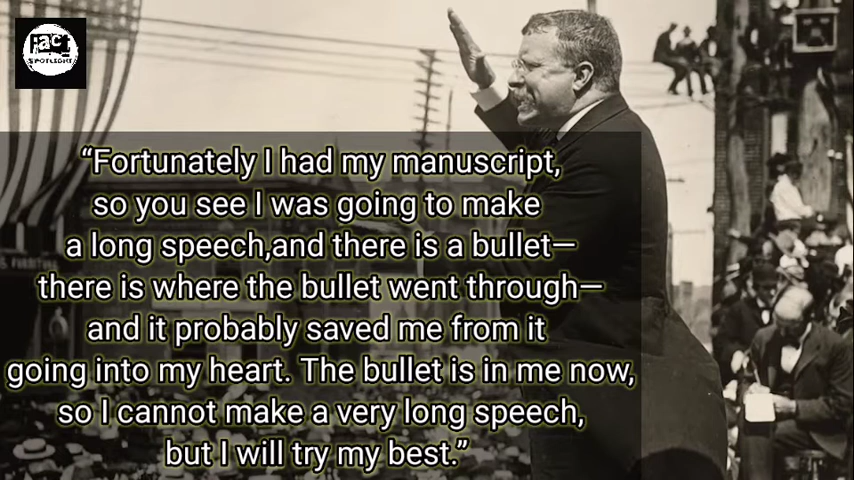 fact
SPOTLIGHT
“Fortunately I had my manuscript,
so you see I was going to make
a long speech,and there is a bullet—
there is where the bullet went through—
and it probably saved me from it
going into my heart. The bullet is in me now,
so I cannot make a very long speech,
but I will try my best.”